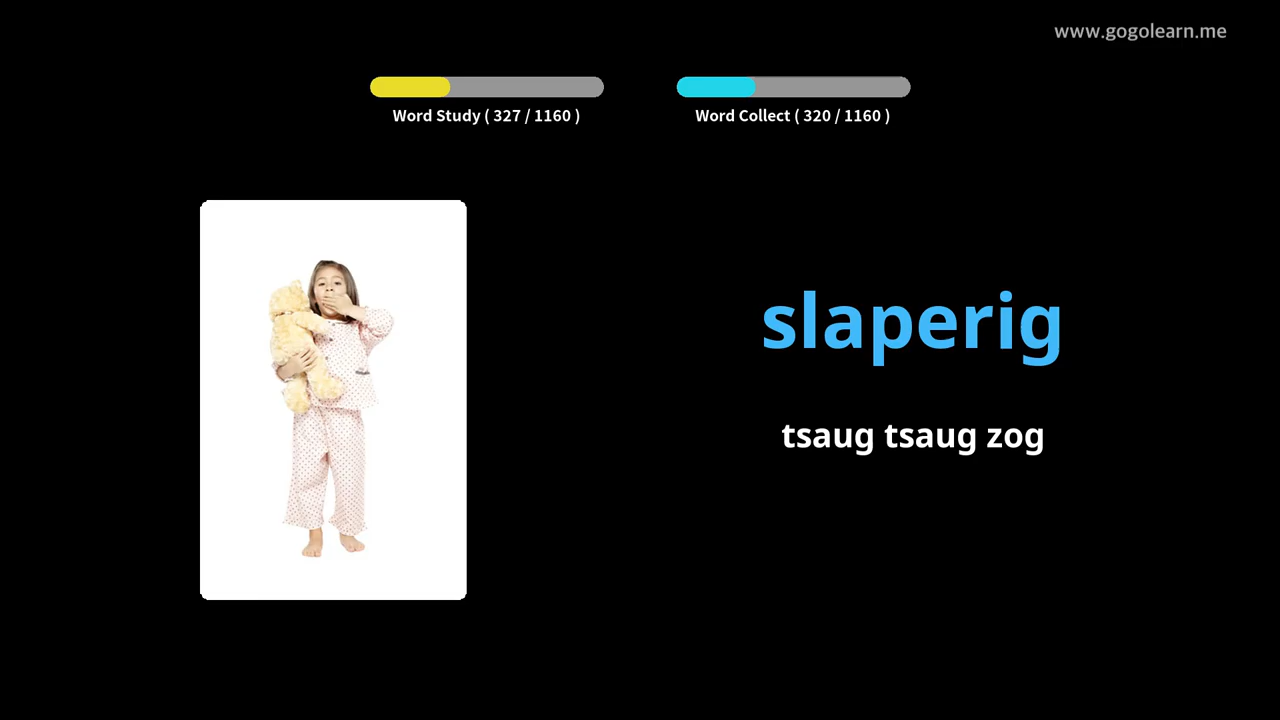 www.gogolearn.me
Word Study ( 327 / 1160 )
Word Collect ( 320 / 1160 )
slaperig
tsaug tsaug zog